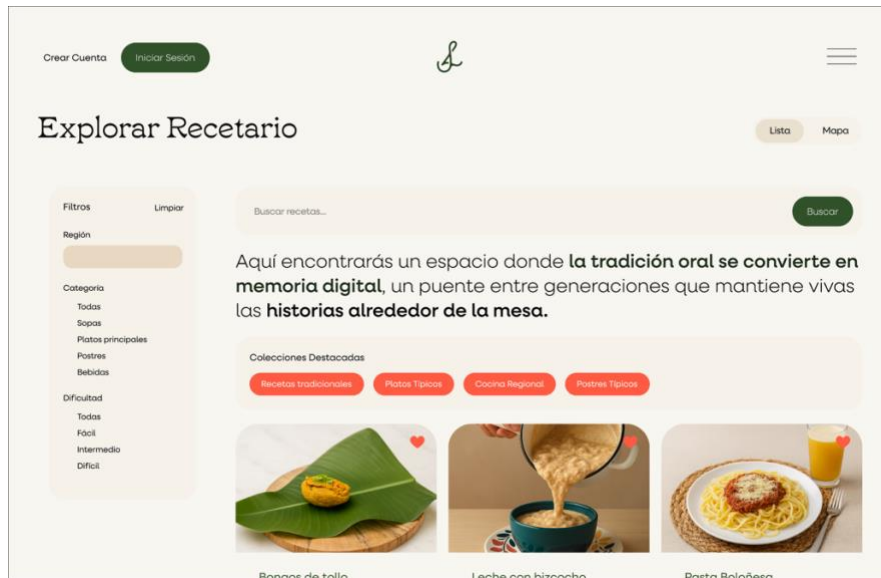 Crear Cuenta
Iniciar Sesión
Explorar Recetario
Lista
Mapa
Filtros
Limpiar
Región
Categoría
Todas
Sopas
Platos principales
Postres
Bebidas
Dificultad
Todas
Fácil
Intermedio
Difícil
Buscar recetas...
Buscar
Aquí encontrarás un espacio donde la tradición oral se convierte en
memoria digital, un puente entre generaciones que mantiene vivas
las historias alrededor de la mesa.
Colecciones Destacadas
Recetas tradicionales
Platos Típicos
Cocina Regional
Postres Típicos
Bongos de tollo
Leche con bizcocho
Pasta Boloñesa